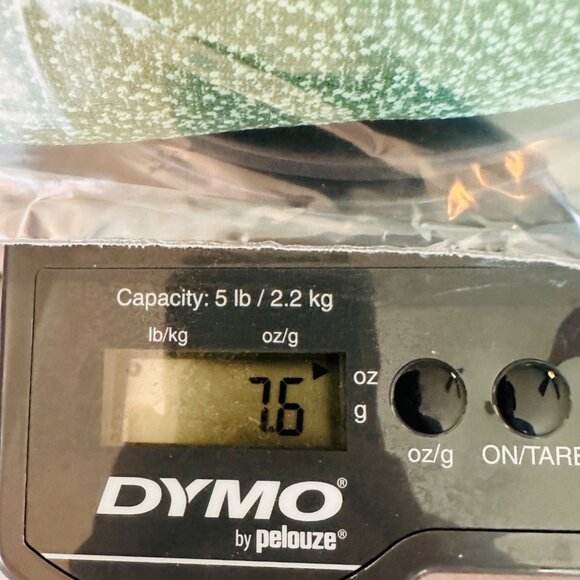 Capacity: 5 lb / 2.2 kg
lb/kg oz/g
7.6 oz
g
oz/g ON/TARE
DYMO®
by pelouze®